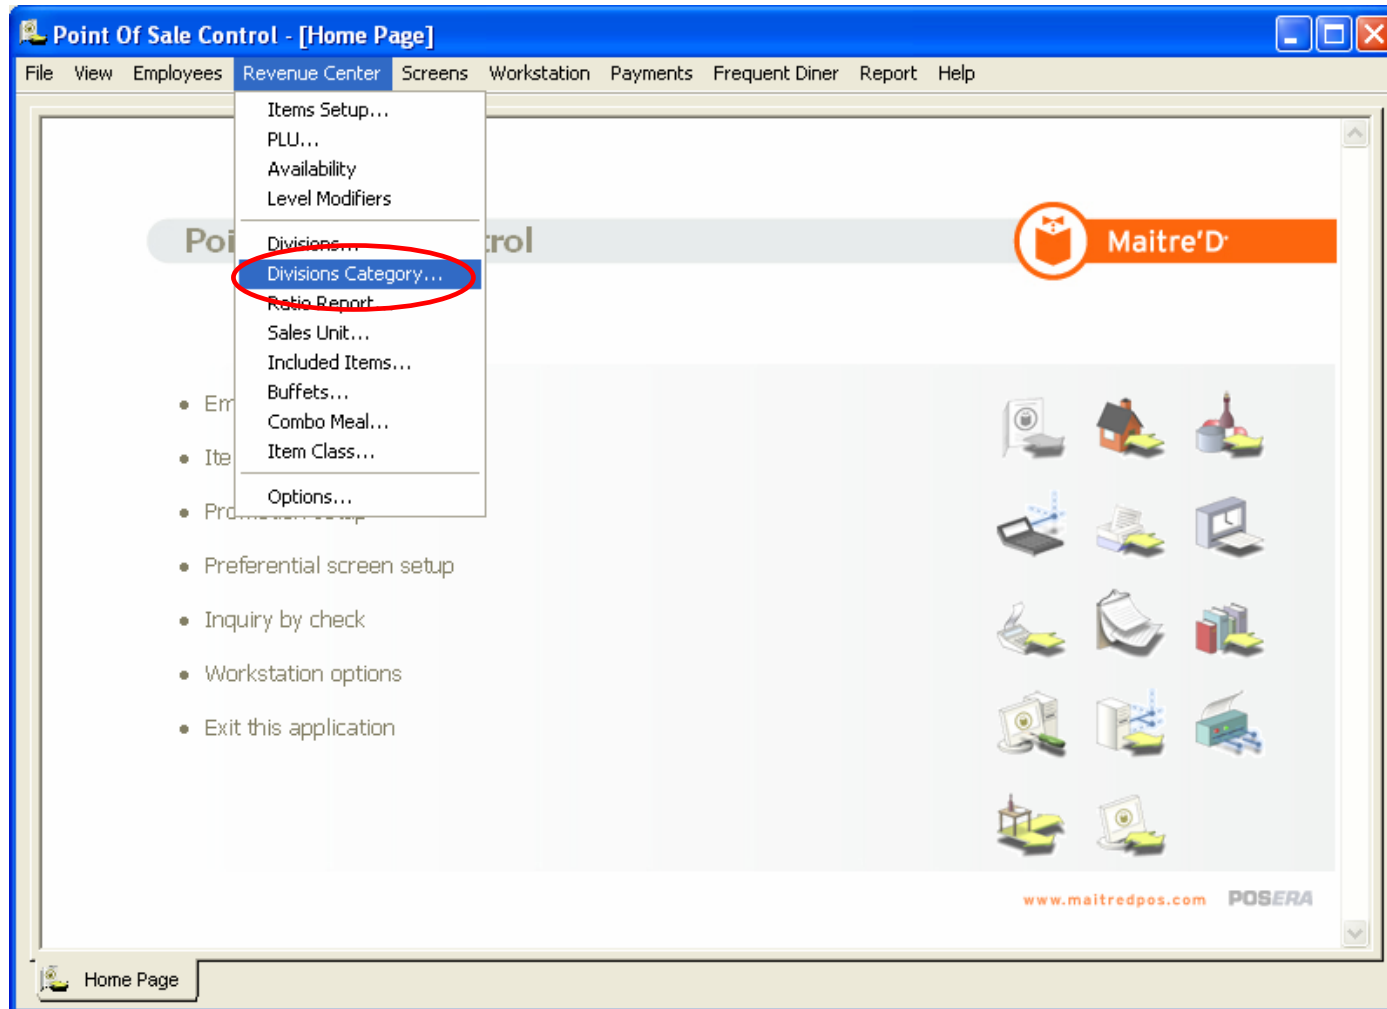 Point Of Sale Control - [Home Page]
File View Employees Revenue Center Screens Workstation Payments Frequent Diner Report Help
Items Setup...
PLU...
Availability
Level Modifiers
Poi
rol
Maitre'D
Divisions...
Divisions Category...
Ratio Report
Sales Unit...
Included Items...
Buffets...
Combo Meal...
Item Class...
Options...
Em
Ite
Preferential screen setup
Inquiry by check
Workstation options
Exit this application
www.maitredpos.com POSERA
Home Page